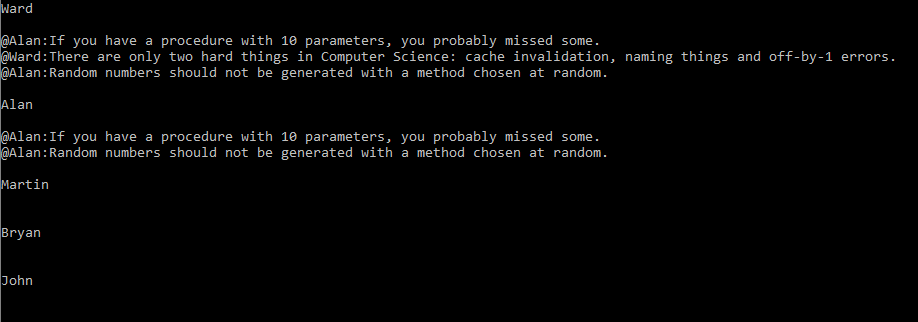 Ward
@Alan:If you have a procedure with 10 parameters, you probably missed some.
@Ward:There are only two hard things in Computer Science: cache invalidation, naming things and off-by-1 errors.
@Alan:Random numbers should not be generated with a method chosen at random.
Alan
@Alan:If you have a procedure with 10 parameters, you probably missed some.
@Alan:Random numbers should not be generated with a method chosen at random.
Martin
Bryan
John